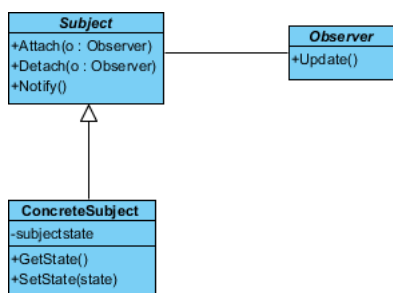 Subject
+Attach(o : Observer)
+Detach(o : Observer)
+Notify()
Observer
+Update()
ConcreteSubject
-subjectstate
+GetState()
+SetState(state)